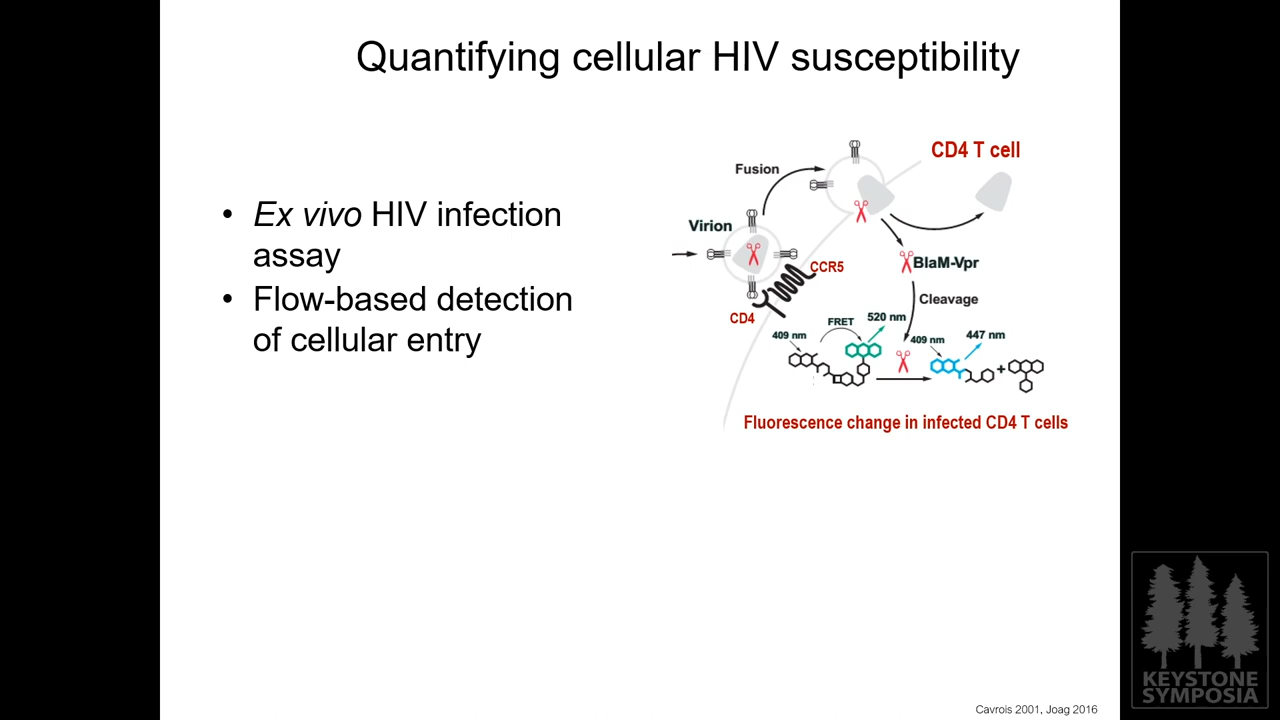 Quantifying cellular HIV susceptibility
• Ex vivo HIV infection
assay
• Flow-based detection
of cellular entry
CD4 T cell
Fusion
Virion
CCR5
BlaM-Vpr
CD4
Cleavage
520 nm
FRET
409 nm
409 nm
447 nm
+
Fluorescence change in infected CD4 T cells
Cavrois 2001, Joag 2016
KEYSTONE
SYMPOSIA